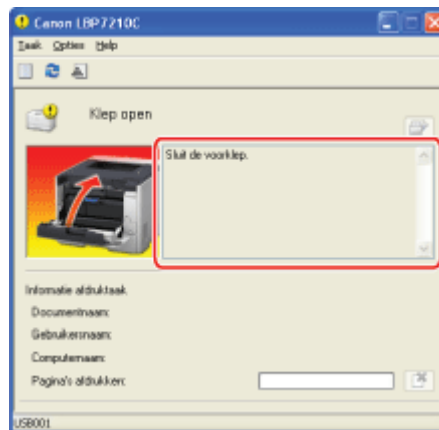 Canon LBP7210C
Taak Opties Help
Klep open
Sluit de voorklep.
Informatie afdruktaak
Documentnaam:
Gebruikersnaam:
Computernaam:
Pagina's afdrukken:
USB001